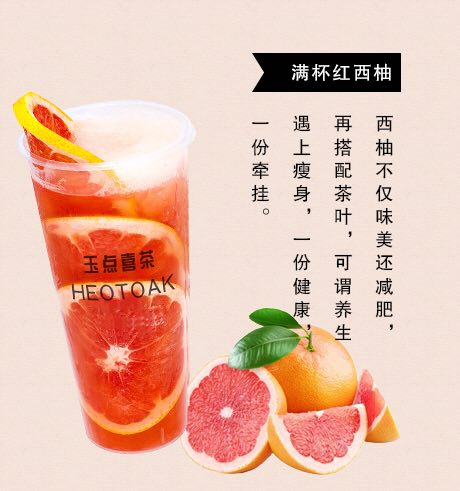 满杯红西柚
西柚不仅味美还减肥，
再搭配茶叶，可谓养生
遇上瘦身，一份健康，
一份牵挂。
玉点喜茶
HEOTOAK